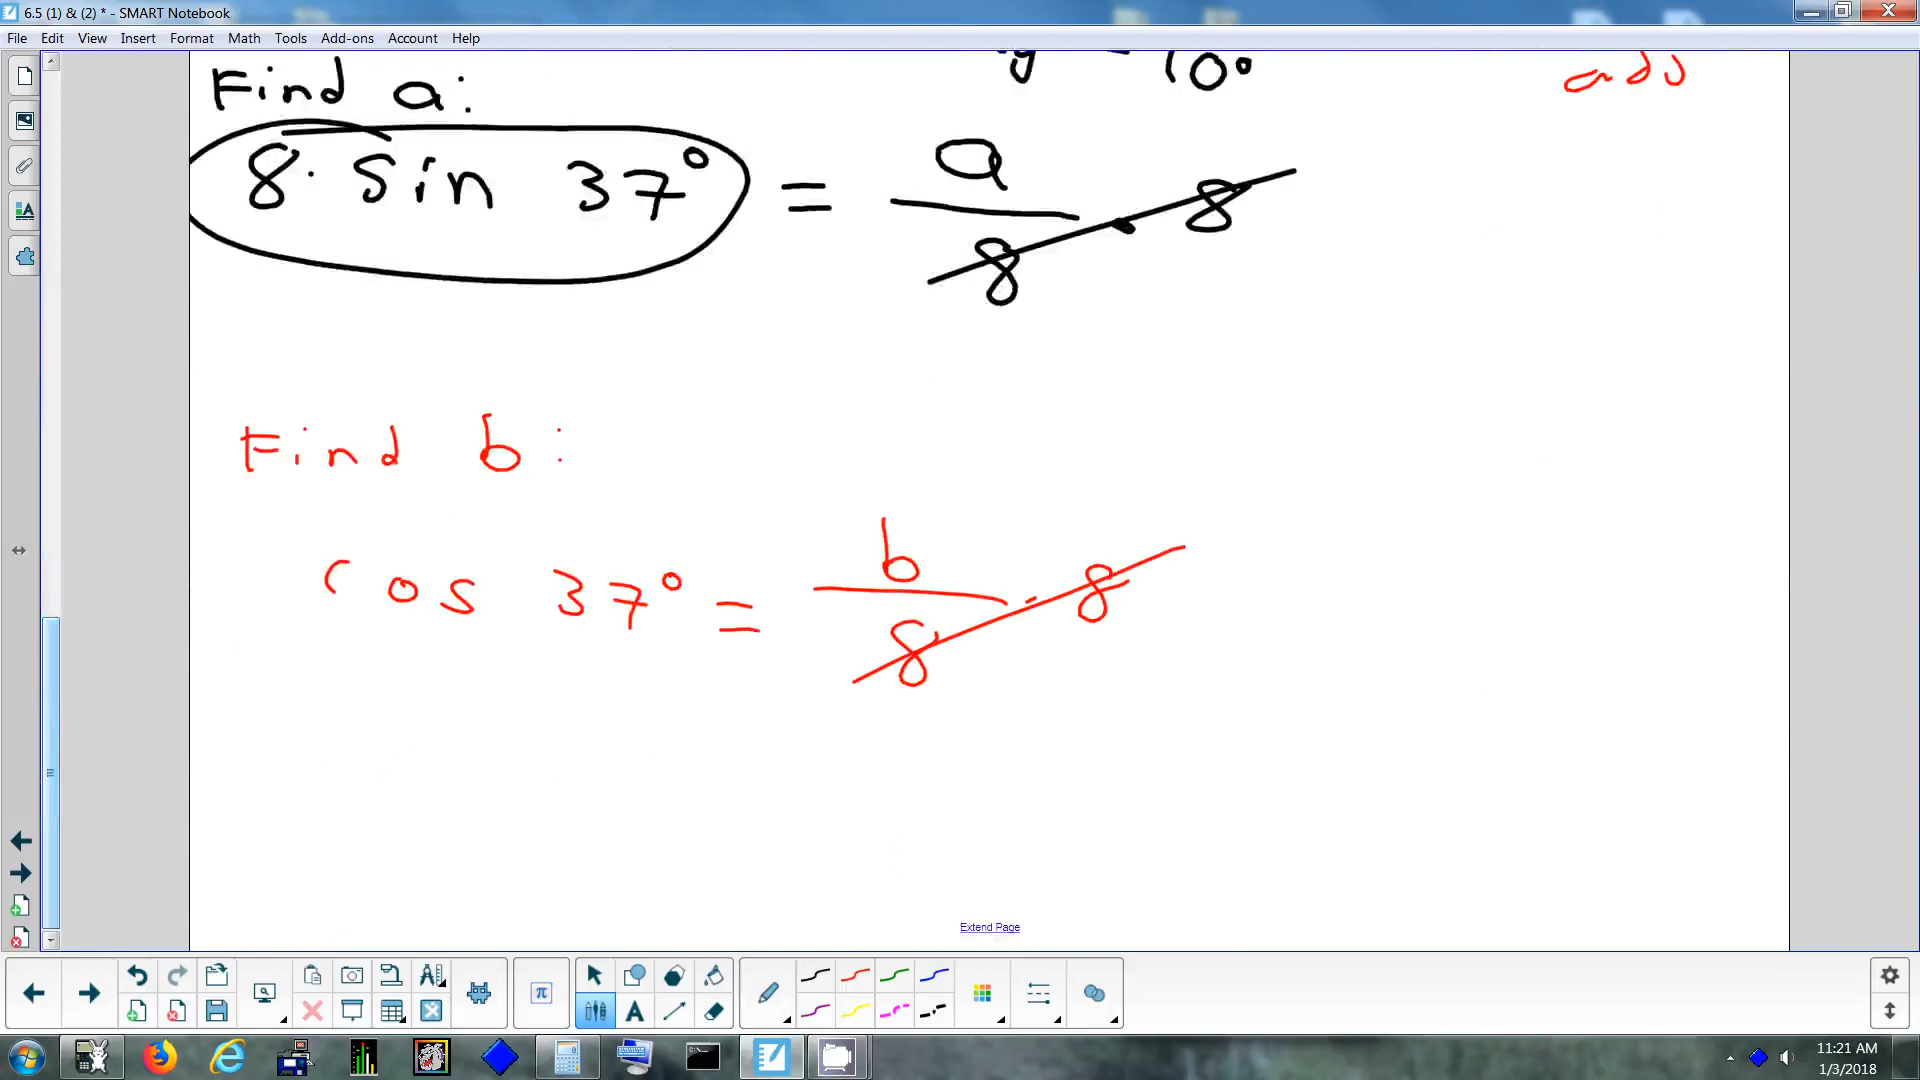 6.5 (1) & (2) * - SMART Notebook
File Edit View Insert Format Math Tools Add-ons Account Help
Find a:
10°
8 · sin 37° = a/8 · 8
Find b:
cos 37° = b/8 · 8
Extend Page
π
A
11:21 AM
1/3/2018